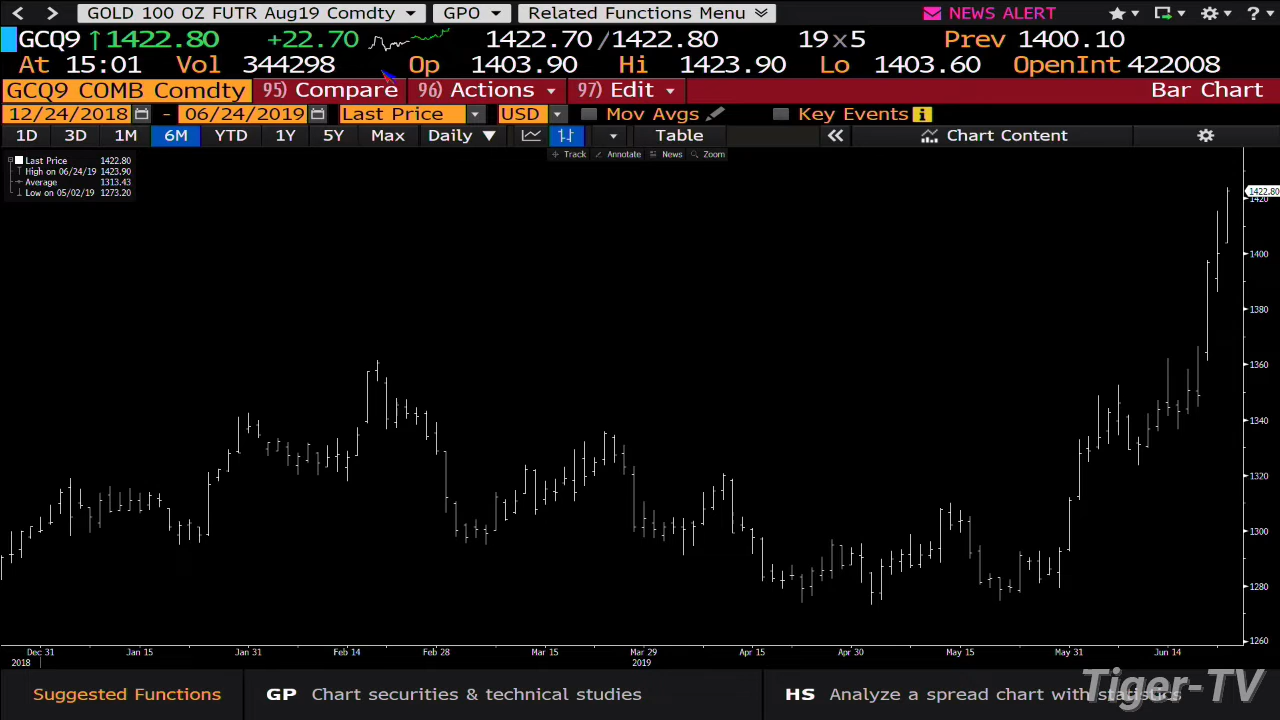 GOLD 100 OZ FUTR Aug19 Comdty GPO Related Functions Menu NEWS ALERT ?
GCQ9 ↑1422.80 +22.70 1422.70/1422.80 19×5 Prev 1400.10
At 15:01 Vol 344298 Op 1403.90 Hi 1423.90 Lo 1403.60 OpenInt 422008
GCQ9 COMB Comdty 95) Compare 96) Actions 97) Edit Bar Chart
12/24/2018 - 06/24/2019 Last Price USD Mov Avgs Key Events i
1D 3D 1M 6M YTD 1Y 5Y Max Daily ▼ Table « Chart Content
Track Annotate News Zoom
Last Price 1422.80
High on 06/24/19 1423.90
Average 1313.43
Low on 05/02/19 1273.20
1422.80
1420
1400
1380
1360
1340
1320
1300
1280
1260
Dec 31 Jan 15 Jan 31 Feb 14 Feb 28 Mar 15 Mar 29 Apr 15 Apr 30 May 15 May 31 Jun 14
2018 2019
Suggested Functions GP Chart securities & technical studies HS Analyze a spread chart with statistics
Tiger-TV